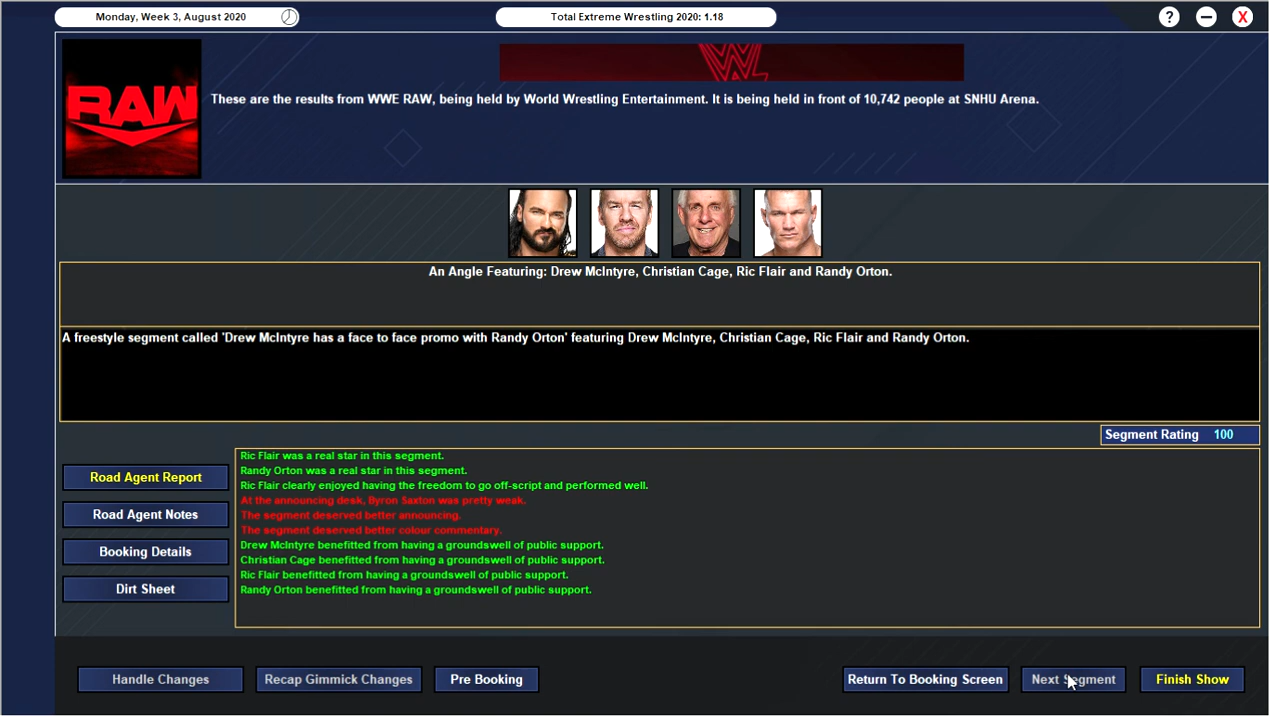 Monday, Week 3, August 2020
Total Extreme Wrestling 2020: 1.18
?
X
RAW
These are the results from WWE RAW, being held by World Wrestling Entertainment. It is being held in front of 10,742 people at SNHU Arena.
An Angle Featuring: Drew McIntyre, Christian Cage, Ric Flair and Randy Orton.
A freestyle segment called 'Drew McIntyre has a face to face promo with Randy Orton' featuring Drew McIntyre, Christian Cage, Ric Flair and Randy Orton.
Segment Rating 100
Ric Flair was a real star in this segment.
Randy Orton was a real star in this segment.
Ric Flair clearly enjoyed having the freedom to go off-script and performed well.
At the announcing desk, Byron Saxton was pretty weak.
The segment deserved better announcing.
The segment deserved better colour commentary.
Drew McIntyre benefitted from having a groundswell of public support.
Christian Cage benefitted from having a groundswell of public support.
Ric Flair benefitted from having a groundswell of public support.
Randy Orton benefitted from having a groundswell of public support.
Road Agent Report
Road Agent Notes
Booking Details
Dirt Sheet
Handle Changes
Recap Gimmick Changes
Pre Booking
Return To Booking Screen
Next Segment
Finish Show